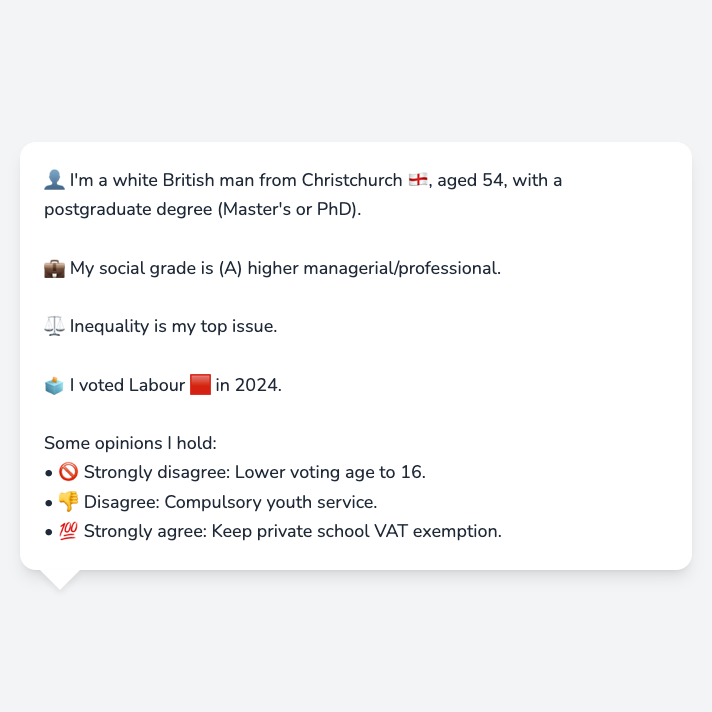 👤 I'm a white British man from Christchurch 🏴󠁧󠁢󠁥󠁮󠁧󠁿, aged 54, with a
postgraduate degree (Master's or PhD).
💼 My social grade is (A) higher managerial/professional.
⚖️ Inequality is my top issue.
🗳️ I voted Labour 🟥 in 2024.
Some opinions I hold:
• 🚫 Strongly disagree: Lower voting age to 16.
• 👎 Disagree: Compulsory youth service.
• 💯 Strongly agree: Keep private school VAT exemption.